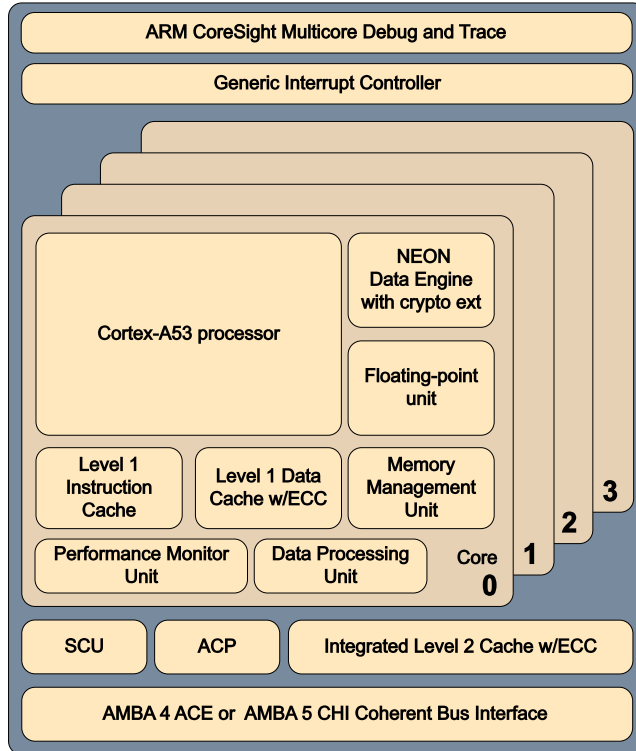 ARM CoreSight Multicore Debug and Trace
Generic Interrupt Controller
Cortex-A53 processor
NEON
Data Engine
with crypto ext
Floating-point
unit
Level 1
Instruction
Cache
Level 1 Data
Cache w/ECC
Memory
Management
Unit
Performance Monitor
Unit
Data Processing
Unit
Core
0
1
2
3
SCU
ACP
Integrated Level 2 Cache w/ECC
AMBA 4 ACE or AMBA 5 CHI Coherent Bus Interface